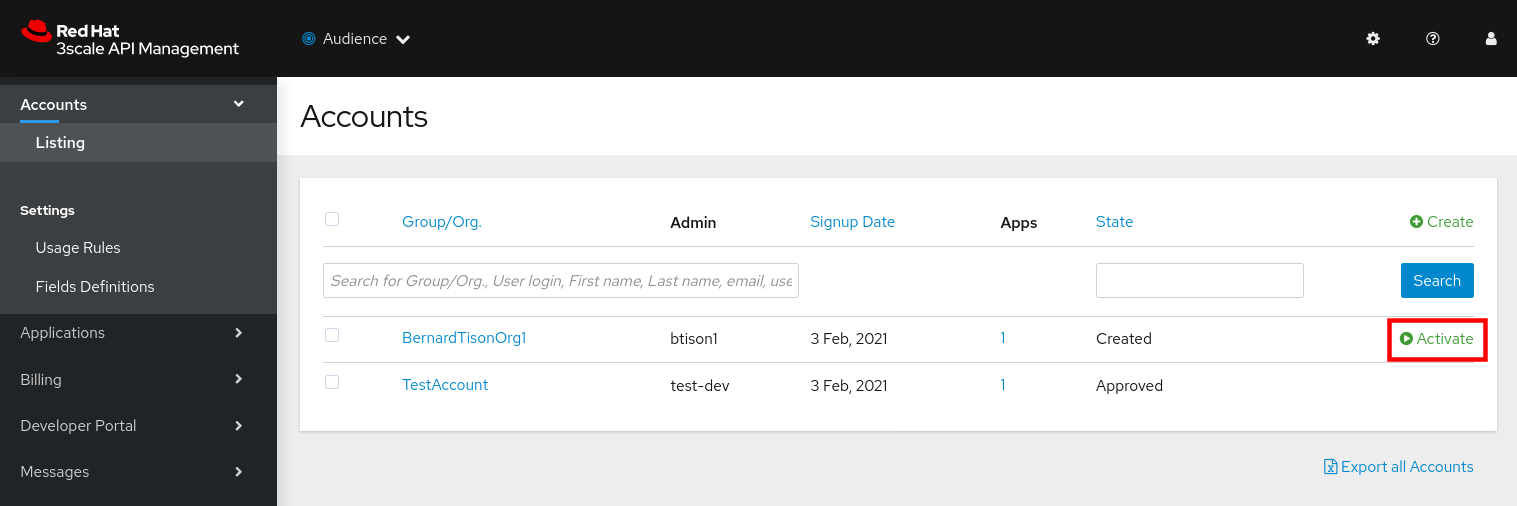 Red Hat
3scale API Management
Audience
Accounts
Listing
Settings
Usage Rules
Fields Definitions
Applications
Billing
Developer Portal
Messages
Accounts
Group/Org. Admin Signup Date Apps State Create
Search for Group/Org., User login, First name, Last name, email, use Search
BernardTisonOrg1 btison1 3 Feb, 2021 1 Created Activate
TestAccount test-dev 3 Feb, 2021 1 Approved
Export all Accounts